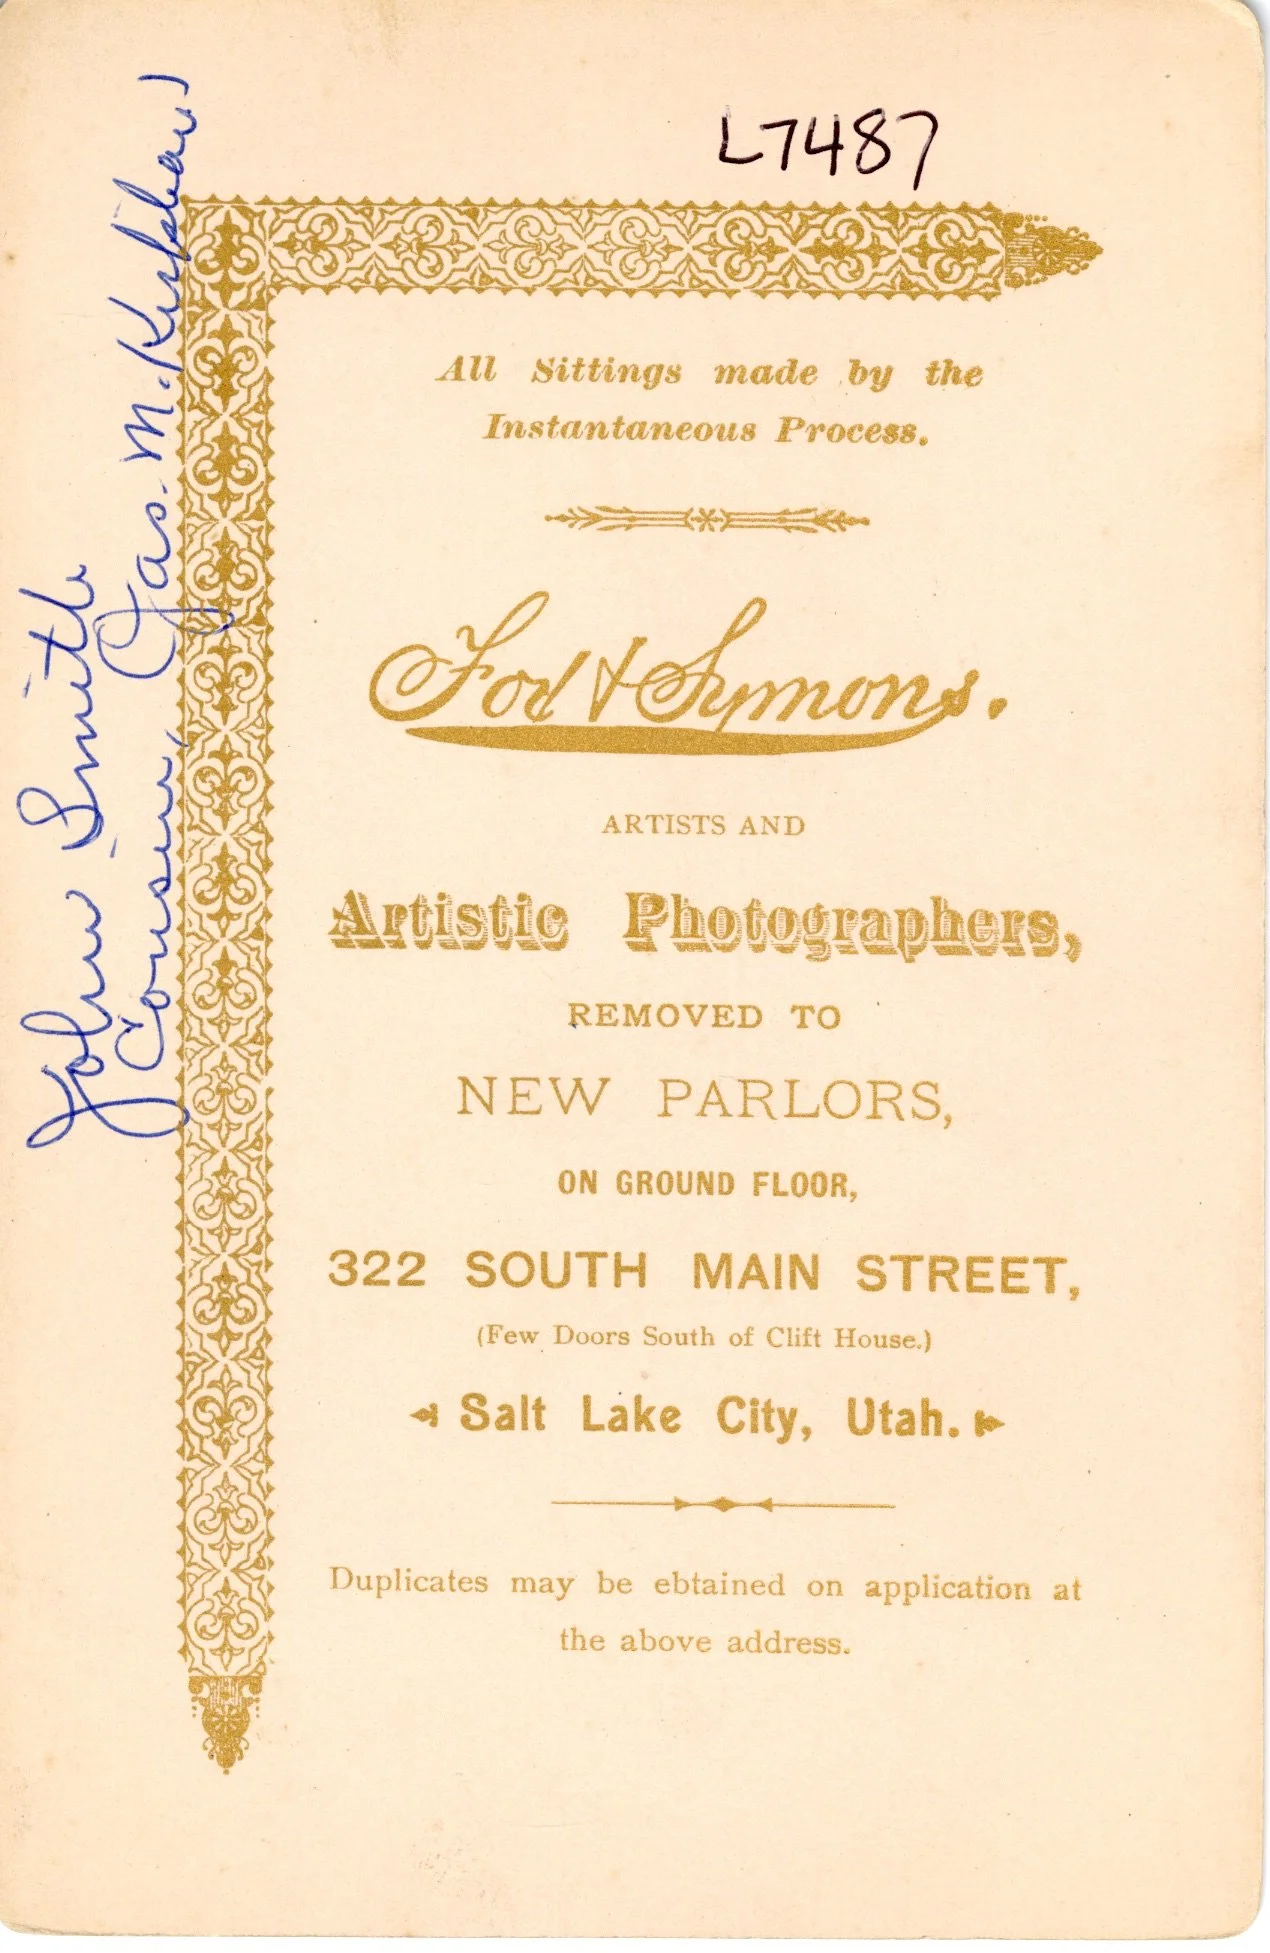 L7487
All Sittings made by the
Instantaneous Process.
Fox & Symons.
ARTISTS AND
Artistic Photographers,
REMOVED TO
NEW PARLORS,
ON GROUND FLOOR,
322 SOUTH MAIN STREET,
(Few Doors South of Clift House.)
Salt Lake City, Utah.
Duplicates may be ebtained on application at
the above address.
John Smith
Cousin, Jas. M. Kirkham